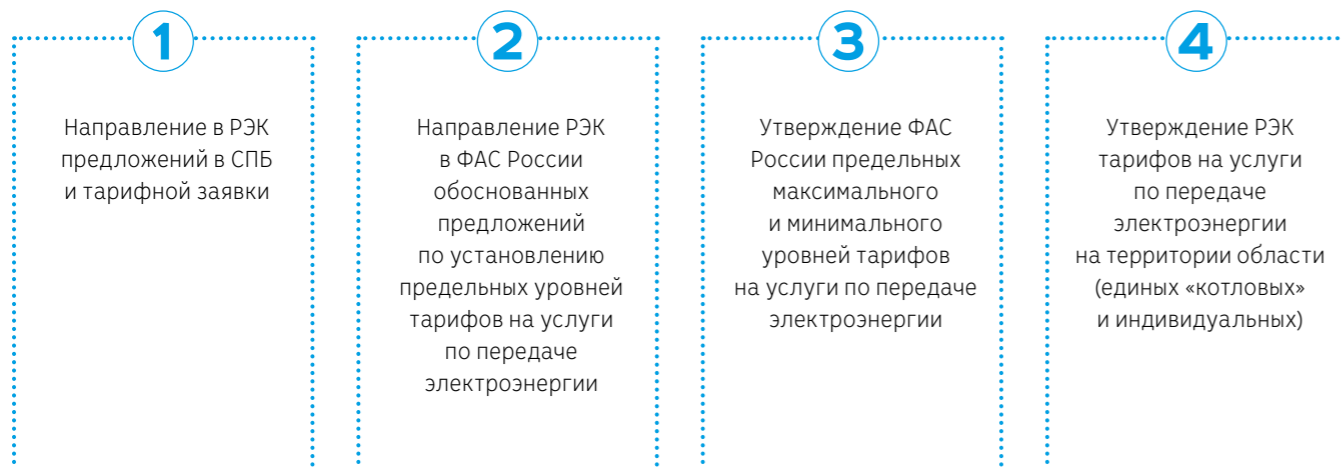 1
Направление в РЭК
предложений в СПБ
и тарифной заявки
2
Направление РЭК
в ФАС России
обоснованных
предложений
по установлению
предельных уровней
тарифов на услуги
по передаче
электроэнергии
3
Утверждение ФАС
России предельных
максимального
и минимального
уровней тарифов
на услуги по передаче
электроэнергии
4
Утверждение РЭК
тарифов на услуги
по передаче
электроэнергии
на территории области
(единых «котловых»
и индивидуальных)